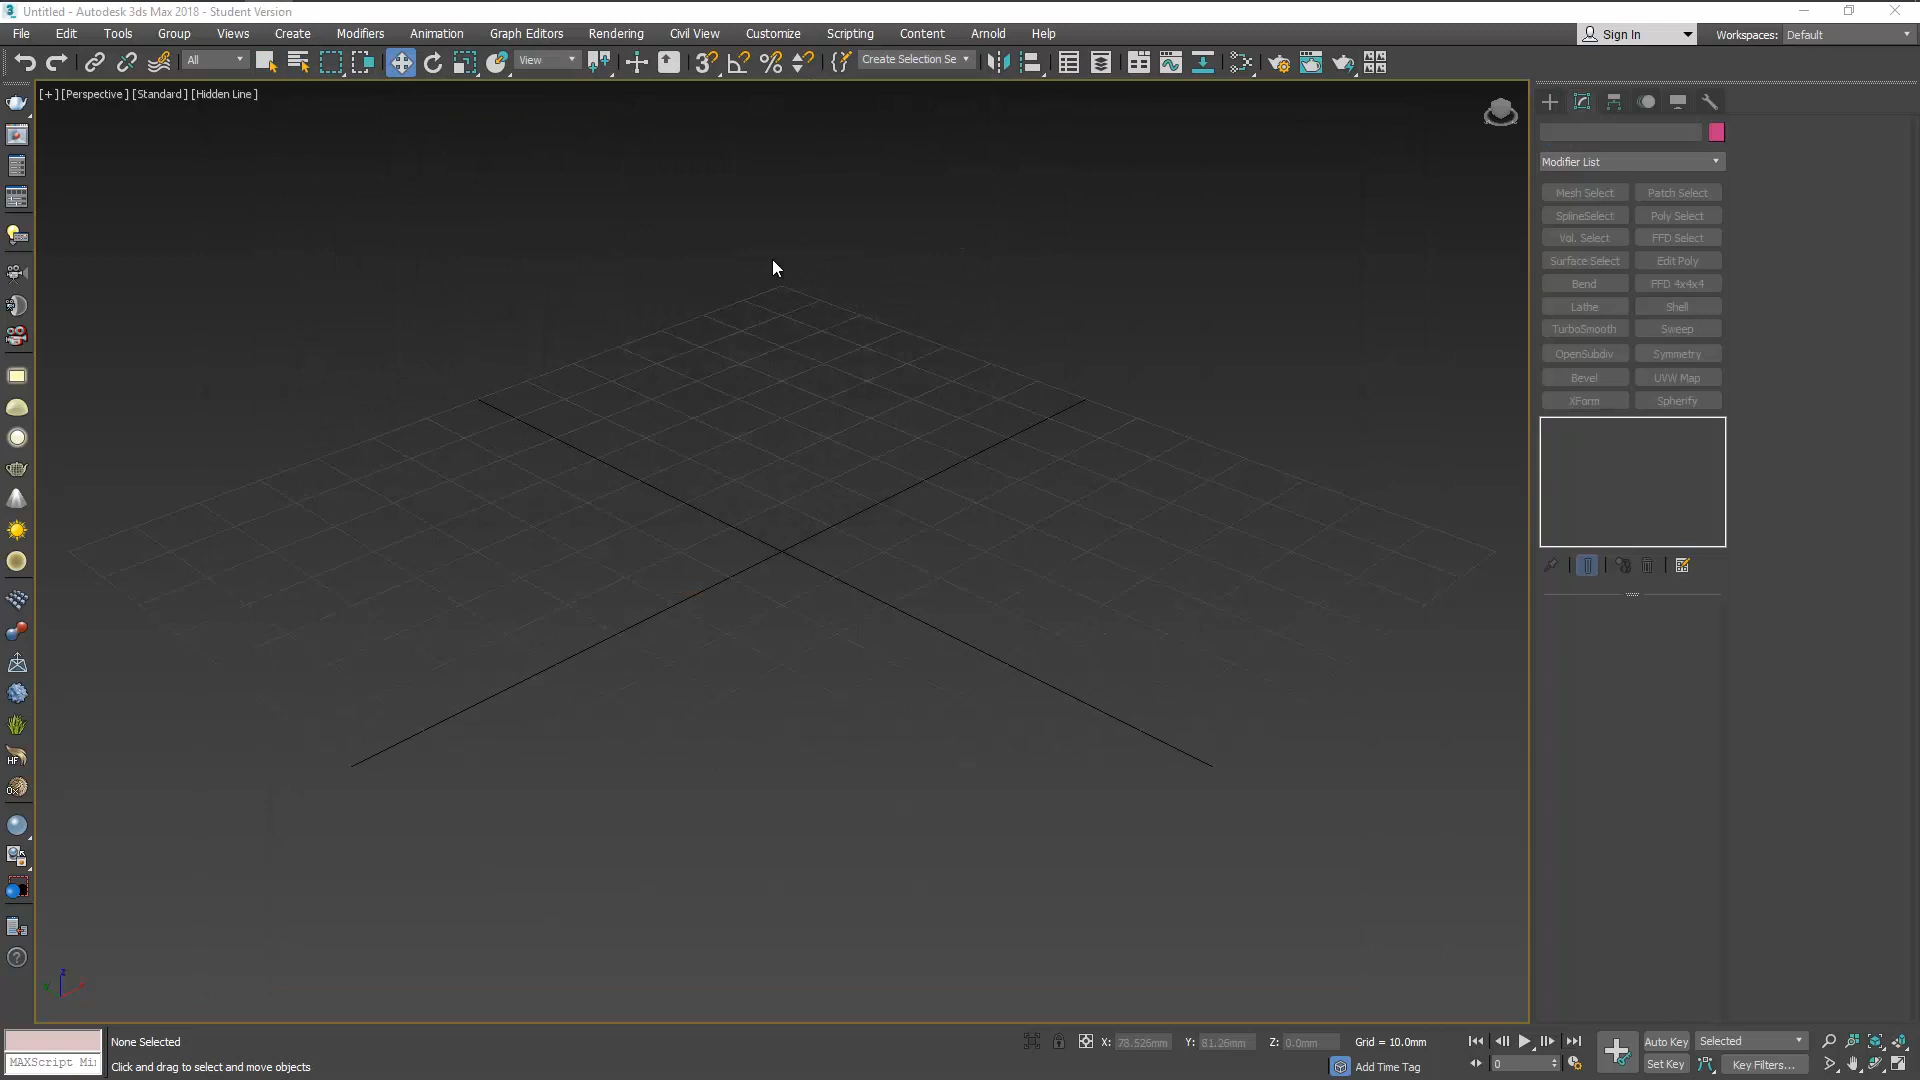 Untitled - Autodesk 3ds Max 2018 - Student Version
File Edit Tools Group Views Create Modifiers Animation Graph Editors Rendering Civil View Customize Scripting Content Arnold Help
Sign In
Workspaces: Default
All
View
Create Selection Se
[+] [Perspective ] [Standard ] [Hidden Line ]
Modifier List
Mesh Select Patch Select
SplineSelect Poly Select
Vol. Select FFD Select
Surface Select Edit Poly
Bend FFD 4x4x4
Lathe Shell
TurboSmooth Sweep
OpenSubdiv Symmetry
Bevel UVW Map
XForm Spherify
HF
z
None Selected
X: 78.526mm Y: 81.26mm Z: 0.0mm
Grid = 10.0mm
Auto Key Selected
MAXScript Mi
Click and drag to select and move objects
Add Time Tag
0
Set Key Key Filters...